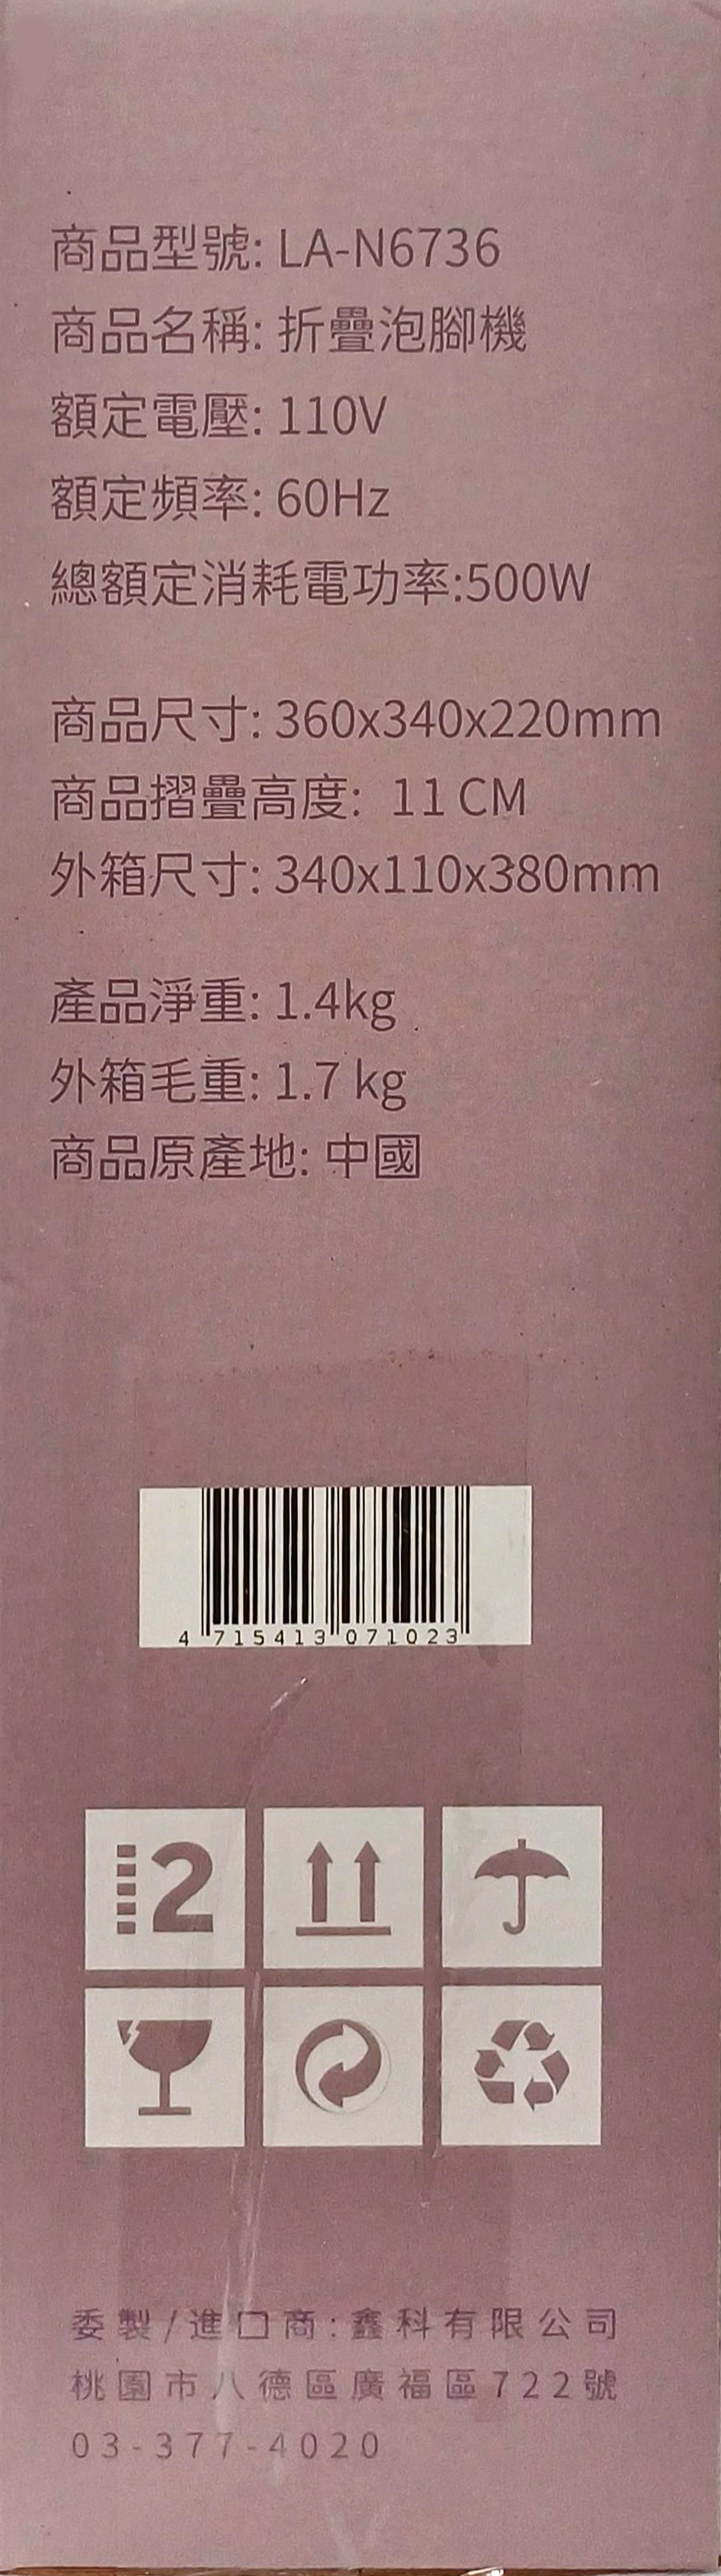 商品型號: LA-N6736
商品名稱: 折疊泡腳機
額定電壓: 110V
額定頻率: 60Hz
總額定消耗電功率:500W
商品尺寸: 360x340x220mm
商品摺疊高度: 11 CM
外箱尺寸: 340x110x380mm
產品淨重: 1.4kg
外箱毛重: 1.7 kg
商品原產地: 中國
4 715413 071023
2
委製/進口商:鑫科有限公司
桃園市八德區廣福區722號
03-377-4020